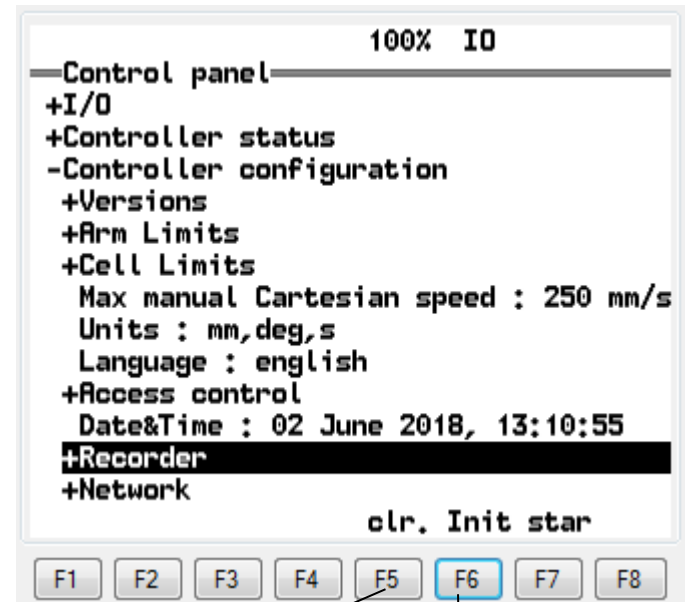 100% IO
Control panel
+I/O
+Controller status
-Controller configuration
+Versions
+Arm Limits
+Cell Limits
Max manual Cartesian speed : 250 mm/s
Units : mm,deg,s
Language : english
+Access control
Date&Time : 02 June 2018, 13:10:55
+Recorder
+Network
clr. Init star
F1 F2 F3 F4 F5 F6 F7 F8